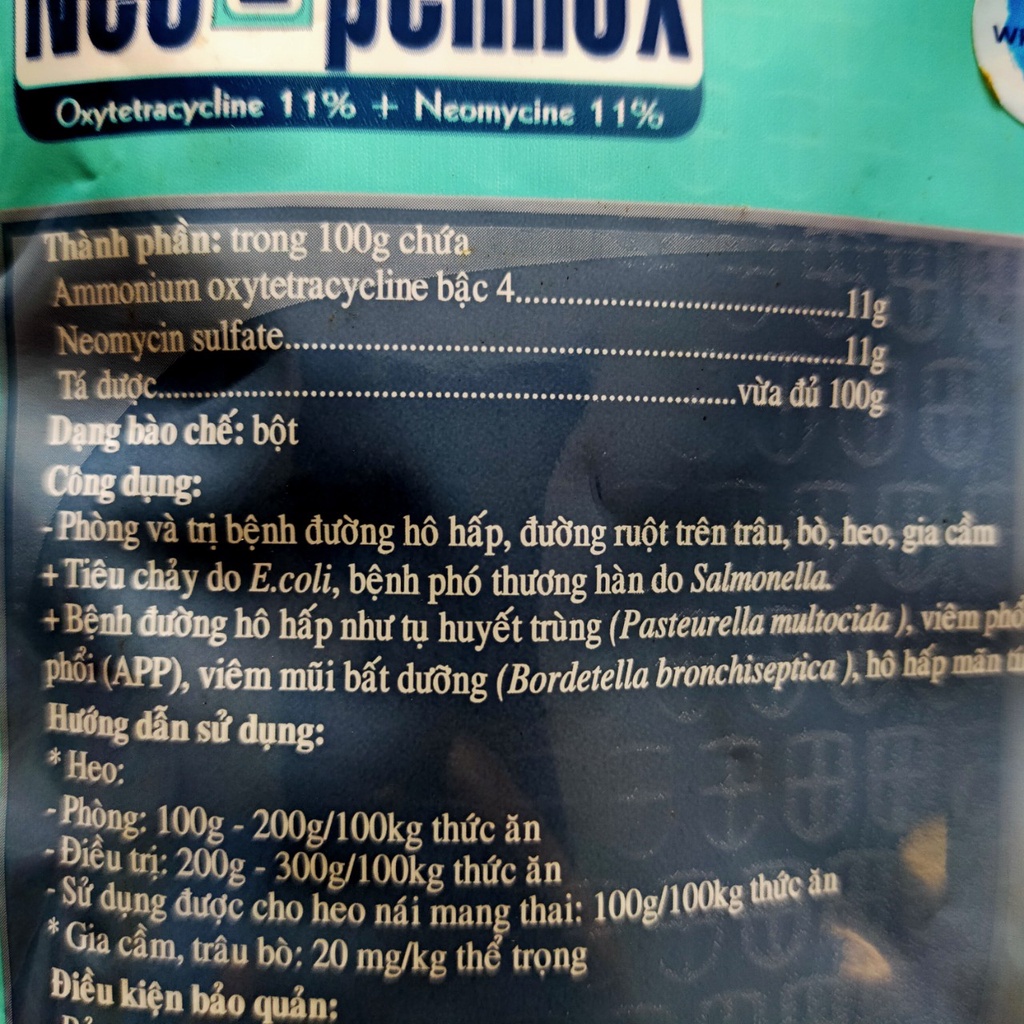 Neo - pennox
Oxytetracycline 11% + Neomycine 11%
Thành phần: trong 100g chứa
Ammonium oxytetracycline bậc 4..........11g
Neomycin sulfate..........11g
Tá dược..........vừa đủ 100g
Dạng bào chế: bột
Công dụng:
- Phòng và trị bệnh đường hô hấp, đường ruột trên trâu, bò, heo, gia cầm
+ Tiêu chảy do E.coli, bệnh phó thương hàn do Salmonella.
+ Bệnh đường hô hấp như tụ huyết trùng (Pasteurella multocida ), viêm
phổi (APP), viêm mũi bất dưỡng (Bordetella bronchiseptica ), hô hấp mãn
Hướng dẫn sử dụng:
* Heo:
- Phòng: 100g - 200g/100kg thức ăn
- Điều trị: 200g - 300g/100kg thức ăn
- Sử dụng được cho heo nái mang thai: 100g/100kg thức ăn
* Gia cầm, trâu bò: 20 mg/kg thể trọng
Điều kiện bảo quản: